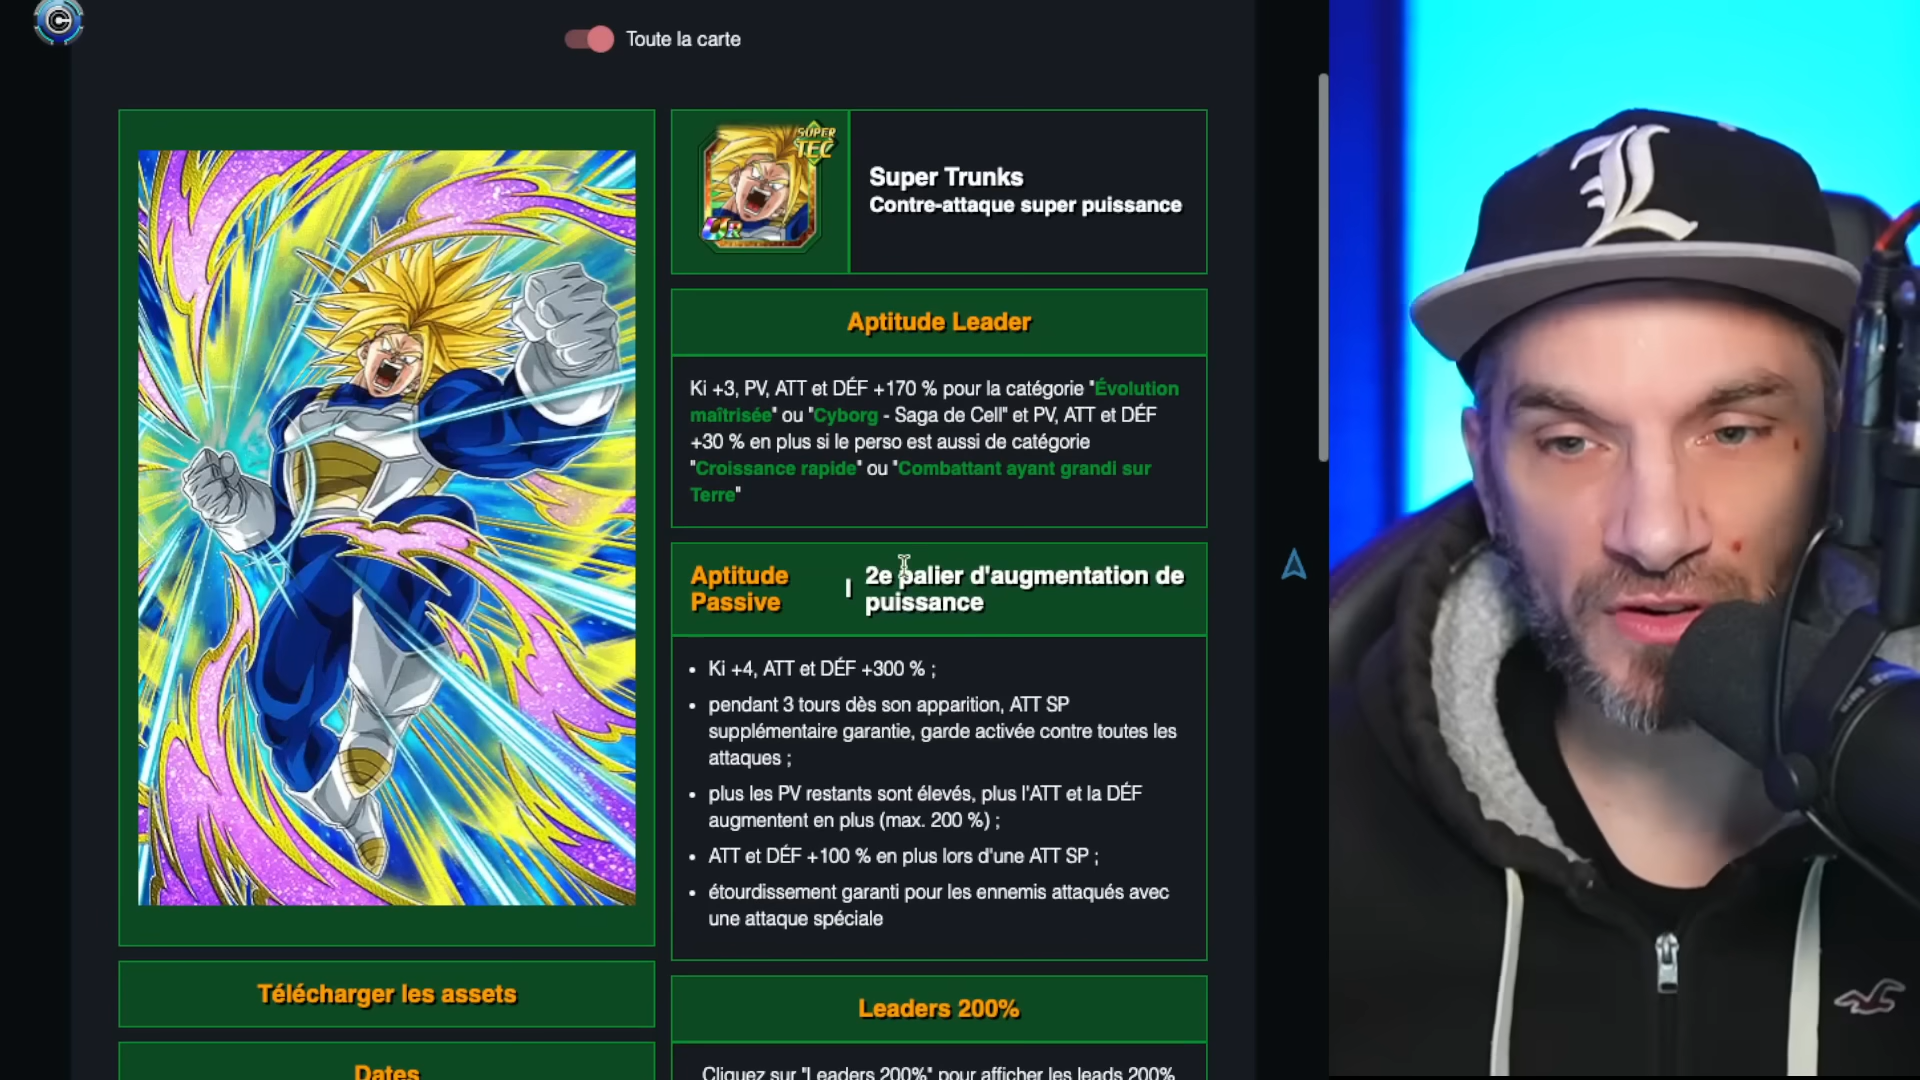 Toute la carte
SUPER
TEC
UR
Super Trunks
Contre-attaque super puissance
Aptitude Leader
Ki +3, PV, ATT et DÉF +170 % pour la catégorie "Évolution
maîtrisée" ou "Cyborg - Saga de Cell" et PV, ATT et DÉF
+30 % en plus si le perso est aussi de catégorie
"Croissance rapide" ou "Combattant ayant grandi sur
Terre"
Aptitude
Passive
|
2e palier d'augmentation de
puissance
• Ki +4, ATT et DÉF +300 % ;
• pendant 3 tours dès son apparition, ATT SP
supplémentaire garantie, garde activée contre toutes les
attaques ;
• plus les PV restants sont élevés, plus l'ATT et la DÉF
augmentent en plus (max. 200 %) ;
• ATT et DÉF +100 % en plus lors d'une ATT SP ;
• étourdissement garanti pour les ennemis attaqués avec
une attaque spéciale
Télécharger les assets
Dates
Leaders 200%
Cliquez sur "Leaders 200%" pour afficher les leads 200%
L